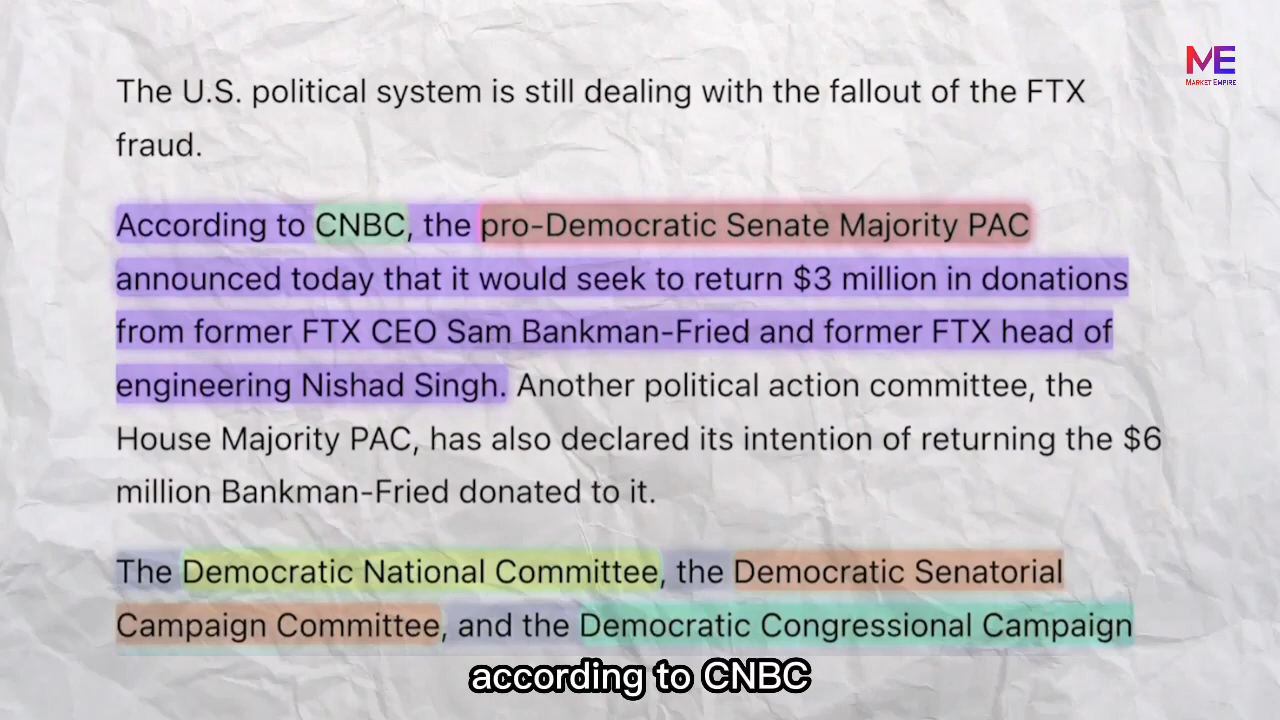 ME
MARKET EMPIRE
The U.S. political system is still dealing with the fallout of the FTX
fraud.
According to CNBC, the pro-Democratic Senate Majority PAC
announced today that it would seek to return $3 million in donations
from former FTX CEO Sam Bankman-Fried and former FTX head of
engineering Nishad Singh. Another political action committee, the
House Majority PAC, has also declared its intention of returning the $6
million Bankman-Fried donated to it.
The Democratic National Committee, the Democratic Senatorial
Campaign Committee, and the Democratic Congressional Campaign
according to CNBC